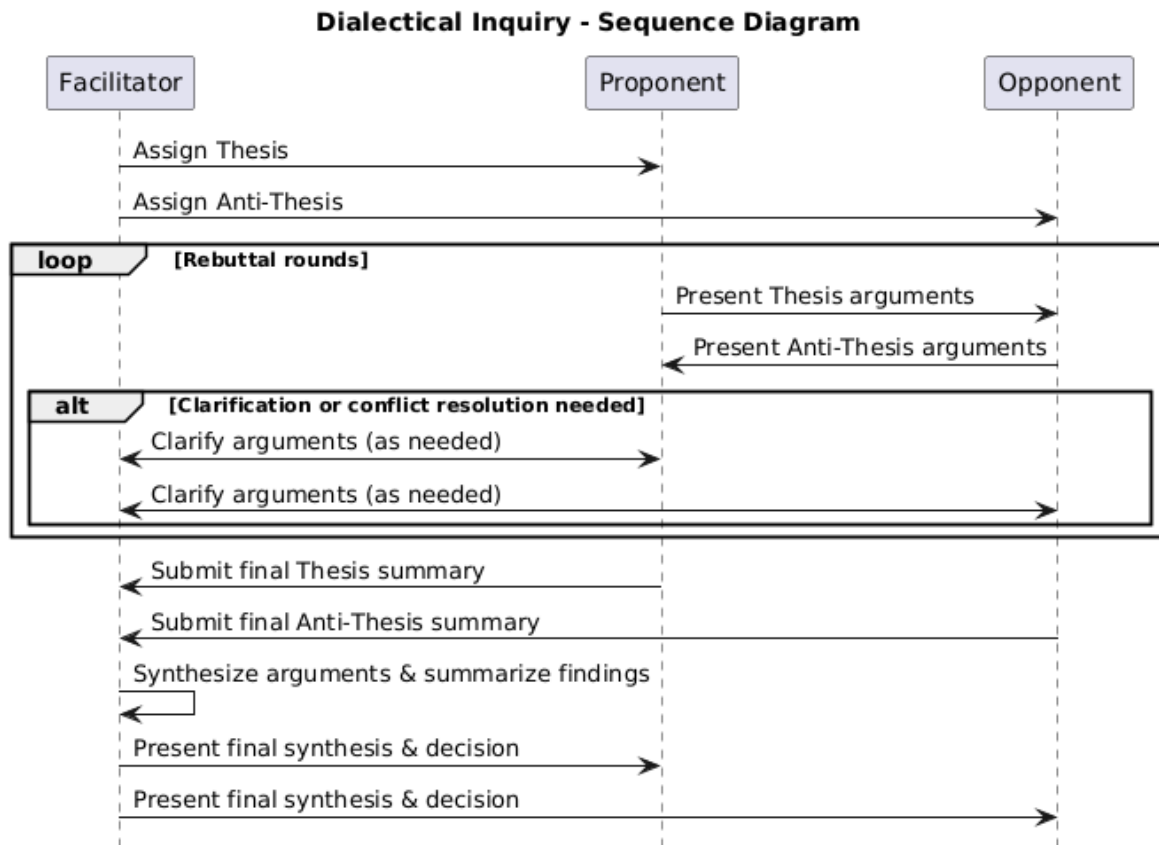 Dialectical Inquiry - Sequence Diagram
Facilitator
Proponent
Opponent
Assign Thesis
Assign Anti-Thesis
loop
[Rebuttal rounds]
Present Thesis arguments
Present Anti-Thesis arguments
alt
[Clarification or conflict resolution needed]
Clarify arguments (as needed)
Clarify arguments (as needed)
Submit final Thesis summary
Submit final Anti-Thesis summary
Synthesize arguments & summarize findings
Present final synthesis & decision
Present final synthesis & decision